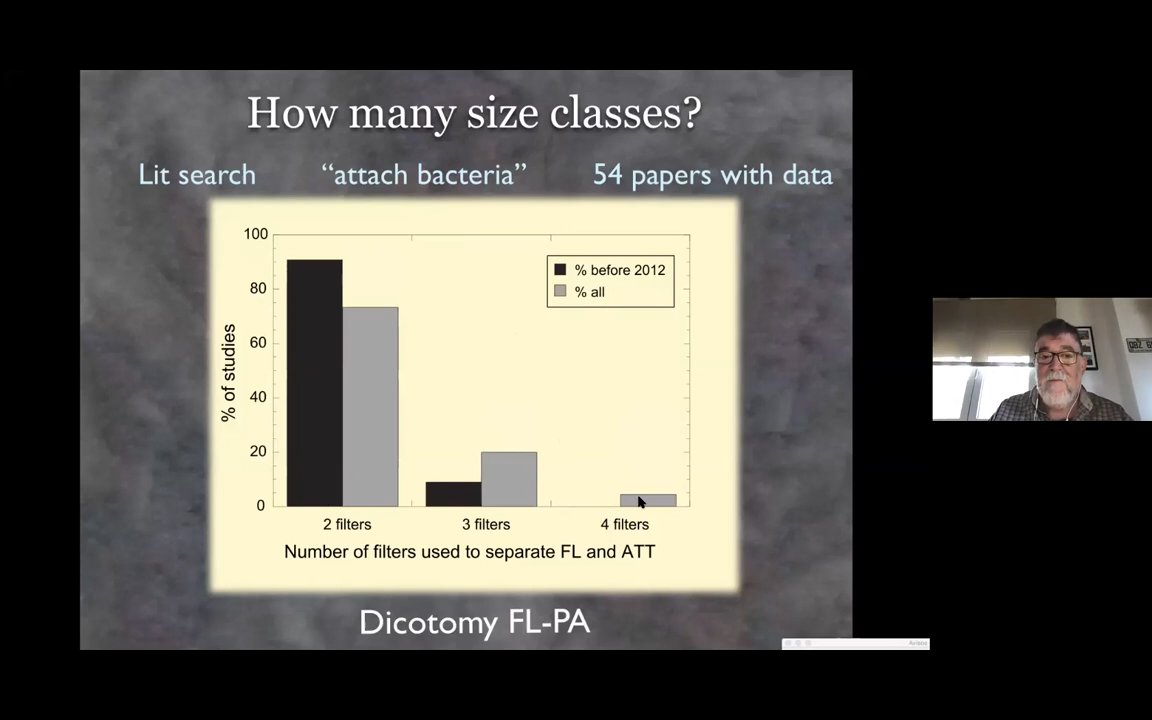 How many size classes?
Lit search “attach bacteria” 54 papers with data
100
80
60
40
20
0
% of studies
% before 2012
% all
2 filters 3 filters 4 filters
Number of filters used to separate FL and ATT
Dicotomy FL-PA
Avisos